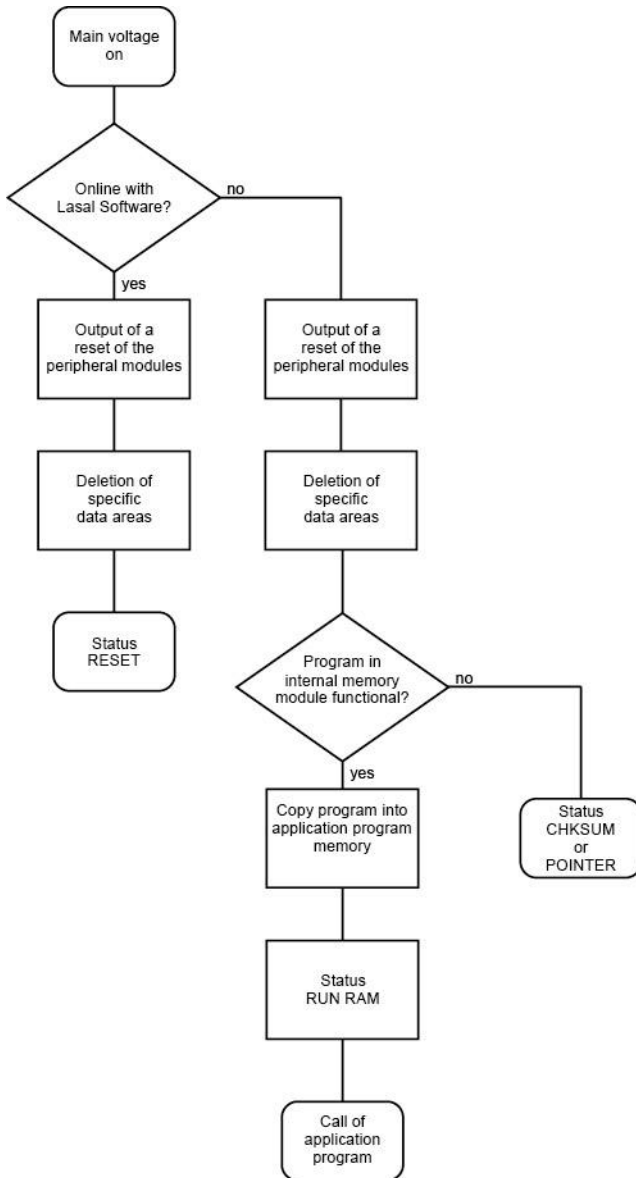 Main voltage
on
Online with
Lasal Software?
no
yes
Output of a
reset of the
peripheral modules
Output of a
reset of the
peripheral modules
Deletion of
specific
data areas
Deletion of
specific
data areas
Status
RESET
Program in
internal memory
module functional?
no
yes
Copy program into
application program
memory
Status
CHKSUM
or
POINTER
Status
RUN RAM
Call of
application
program